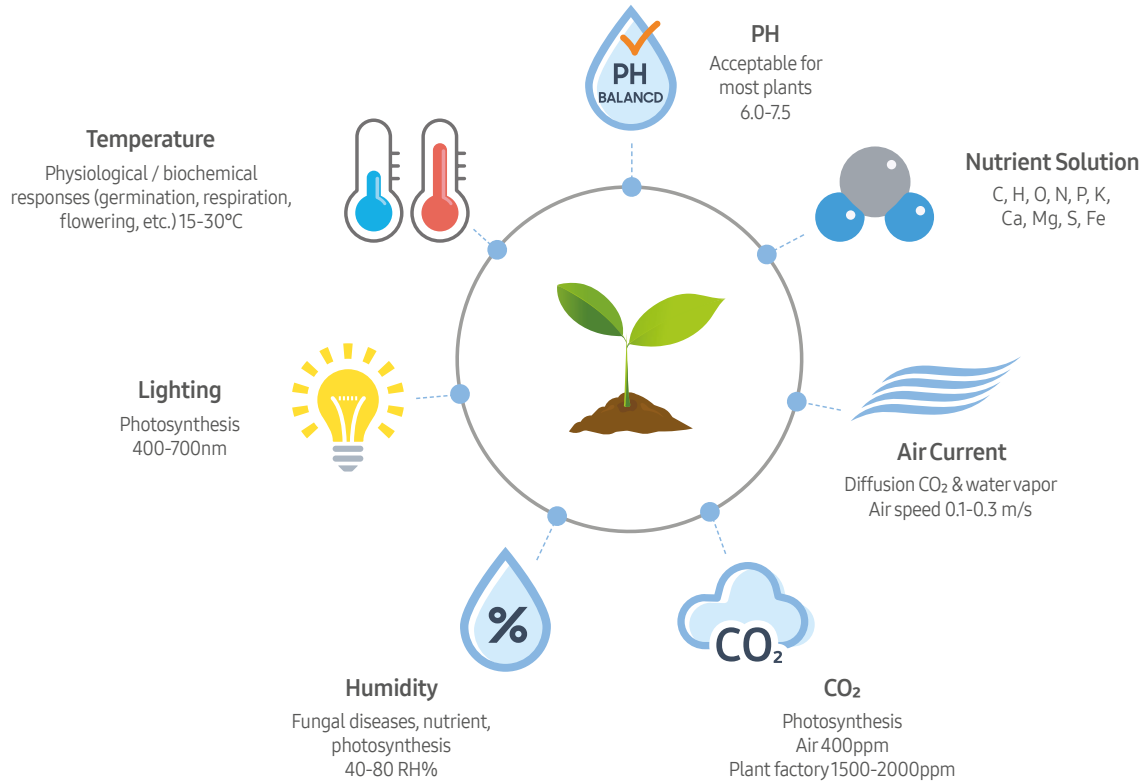 PH
BALANCD
PH
Acceptable for
most plants
6.0-7.5
Nutrient Solution
C, H, O, N, P, K,
Ca, Mg, S, Fe
Air Current
Diffusion CO₂ & water vapor
Air speed 0.1-0.3 m/s
CO₂
CO₂
Photosynthesis
Air 400ppm
Plant factory 1500-2000ppm
%
Humidity
Fungal diseases, nutrient,
photosynthesis
40-80 RH%
Lighting
Photosynthesis
400-700nm
Temperature
Physiological / biochemical
responses (germination, respiration,
flowering, etc.) 15-30℃